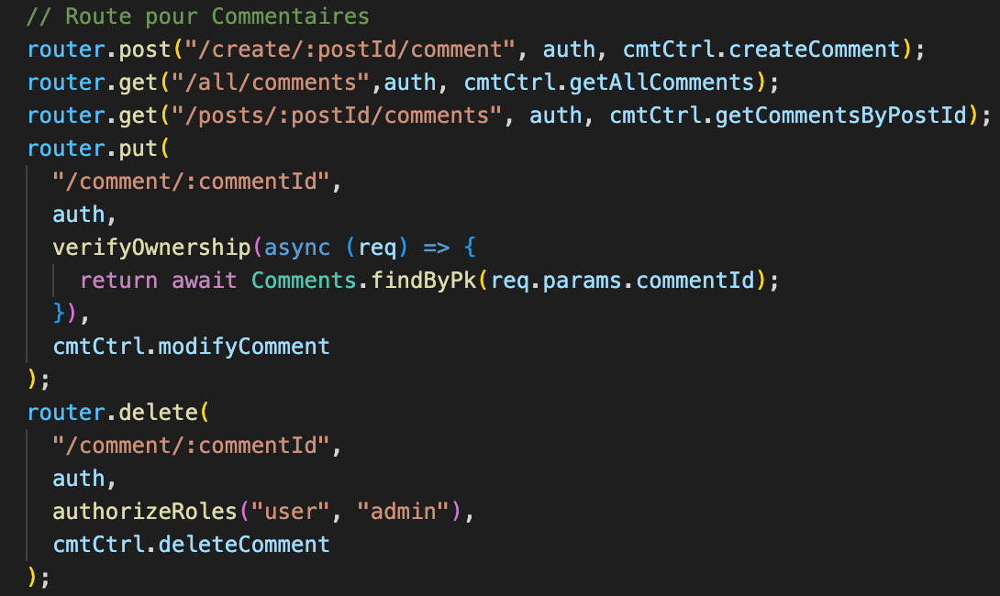 // Route pour Commentaires
router.post("/create/:postId/comment", auth, cmtCtrl.createComment);
router.get("/all/comments",auth, cmtCtrl.getAllComments);
router.get("/posts/:postId/comments", auth, cmtCtrl.getCommentsByPostId);
router.put(
  "/comment/:commentId",
  auth,
  verifyOwnership(async (req) => {
    return await Comments.findByPk(req.params.commentId);
  }),
  cmtCtrl.modifyComment
);
router.delete(
  "/comment/:commentId",
  auth,
  authorizeRoles("user", "admin"),
  cmtCtrl.deleteComment
);